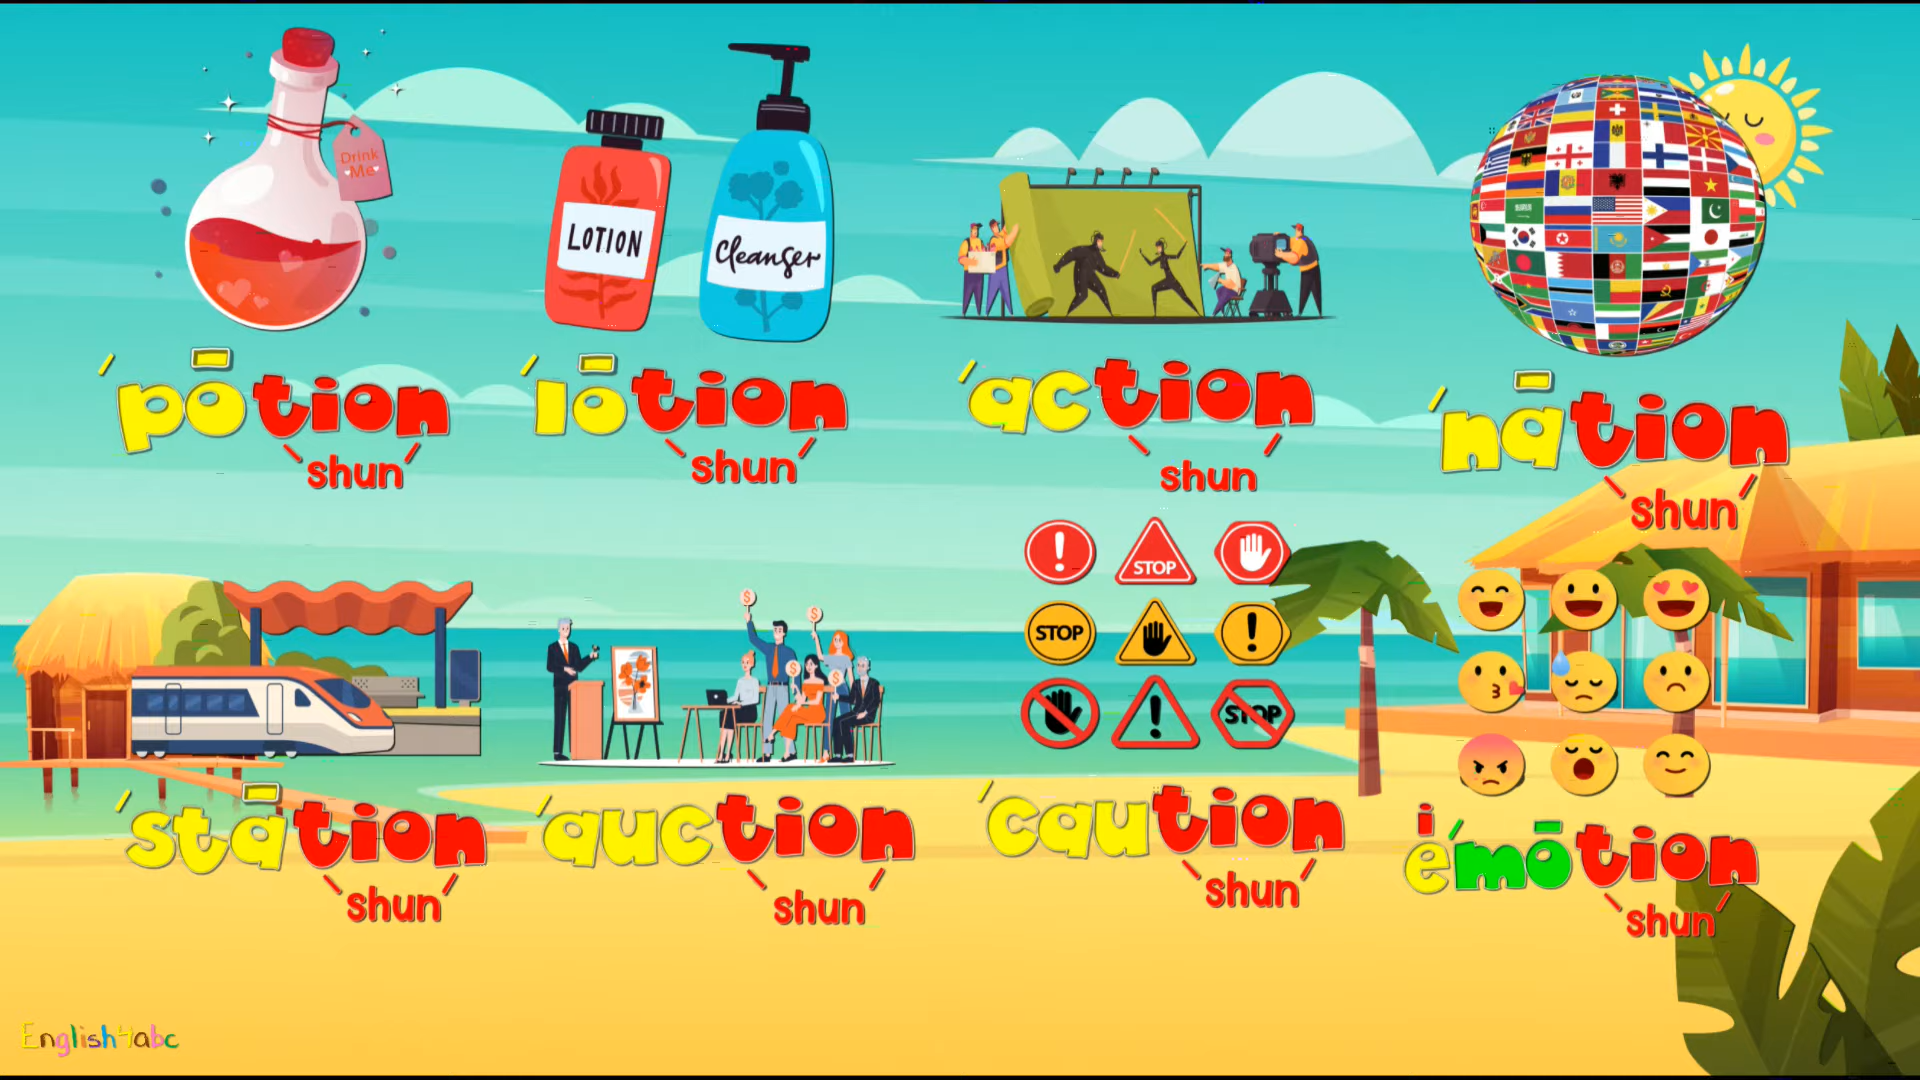 Drink
Me
LOTION
Cleanser
'pōtion
shun
'lōtion
shun
'action
shun
'nātion
shun
STOP
STOP
STOP
'stātion
shun
'auction
shun
'caution
shun
i
e'mōtion
shun
English4abc